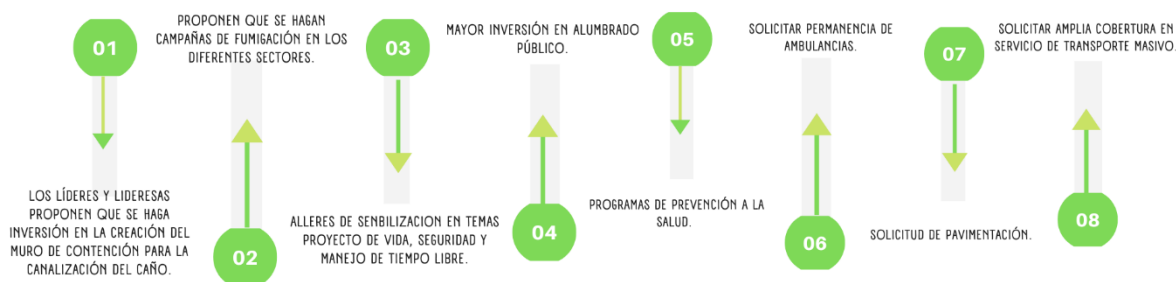 01
LOS LÍDERES Y LIDERESAS
PROPONEN QUE SE HAGA
INVERSIÓN EN LA CREACIÓN DEL
MURO DE CONTENCIÓN PARA LA
CANALIZACIÓN DEL CAÑO.
PROPONEN QUE SE HAGAN
CAMPAÑAS DE FUMIGACIÓN EN LOS
DIFERENTES SECTORES.
02
03
ALLERES DE SENBILIZACION EN TEMAS
PROYECTO DE VIDA, SEGURIDAD Y
MANEJO DE TIEMPO LIBRE.
MAYOR INVERSIÓN EN ALUMBRADO
PÚBLICO.
04
05
PROGRAMAS DE PREVENCIÓN A LA
SALUD.
SOLICITAR PERMANENCIA DE
AMBULANCIAS.
06
07
SOLICITUD DE PAVIMENTACIÓN.
SOLICITAR AMPLIA COBERTURA EN
SERVICIO DE TRANSPORTE MASIVO.
08